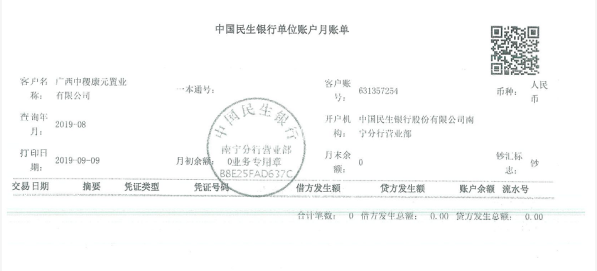 中国民生银行单位账户月账单
客户名称: 广西中稷康元置业有限公司 一本通号: 客户账号: 631357254 币种: 人民币
查询年月: 2019-08 开户机构: 中国民生银行股份有限公司南宁分行营业部
打印日期: 2019-09-09 月初余额: 0 月末余额: 0 钞汇标志: 钞
中国民生银行
南宁分行营业部
业务专用章
B8E25FAD637C
交易日期 摘要 凭证类型 凭证号码 借方发生额 贷方发生额 账户余额 流水号
合计笔数: 0 借方发生总额: 0.00 贷方发生总额: 0.00